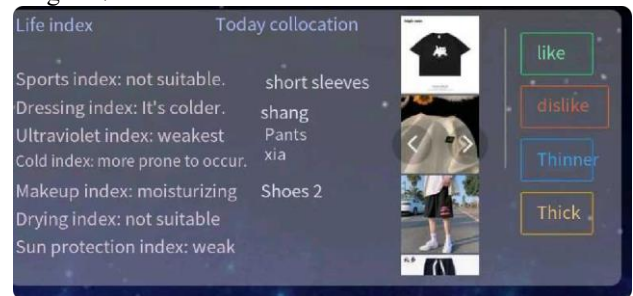 Life index
Today collocation
Sports index: not suitable.
Dressing index: It's colder.
Ultraviolet index: weakest
Cold index: more prone to occur.
Makeup index: moisturizing
Drying index: not suitable
Sun protection index: weak
short sleeves
shang
Pants
xia
Shoes 2
like
dislike
Thinner
Thick